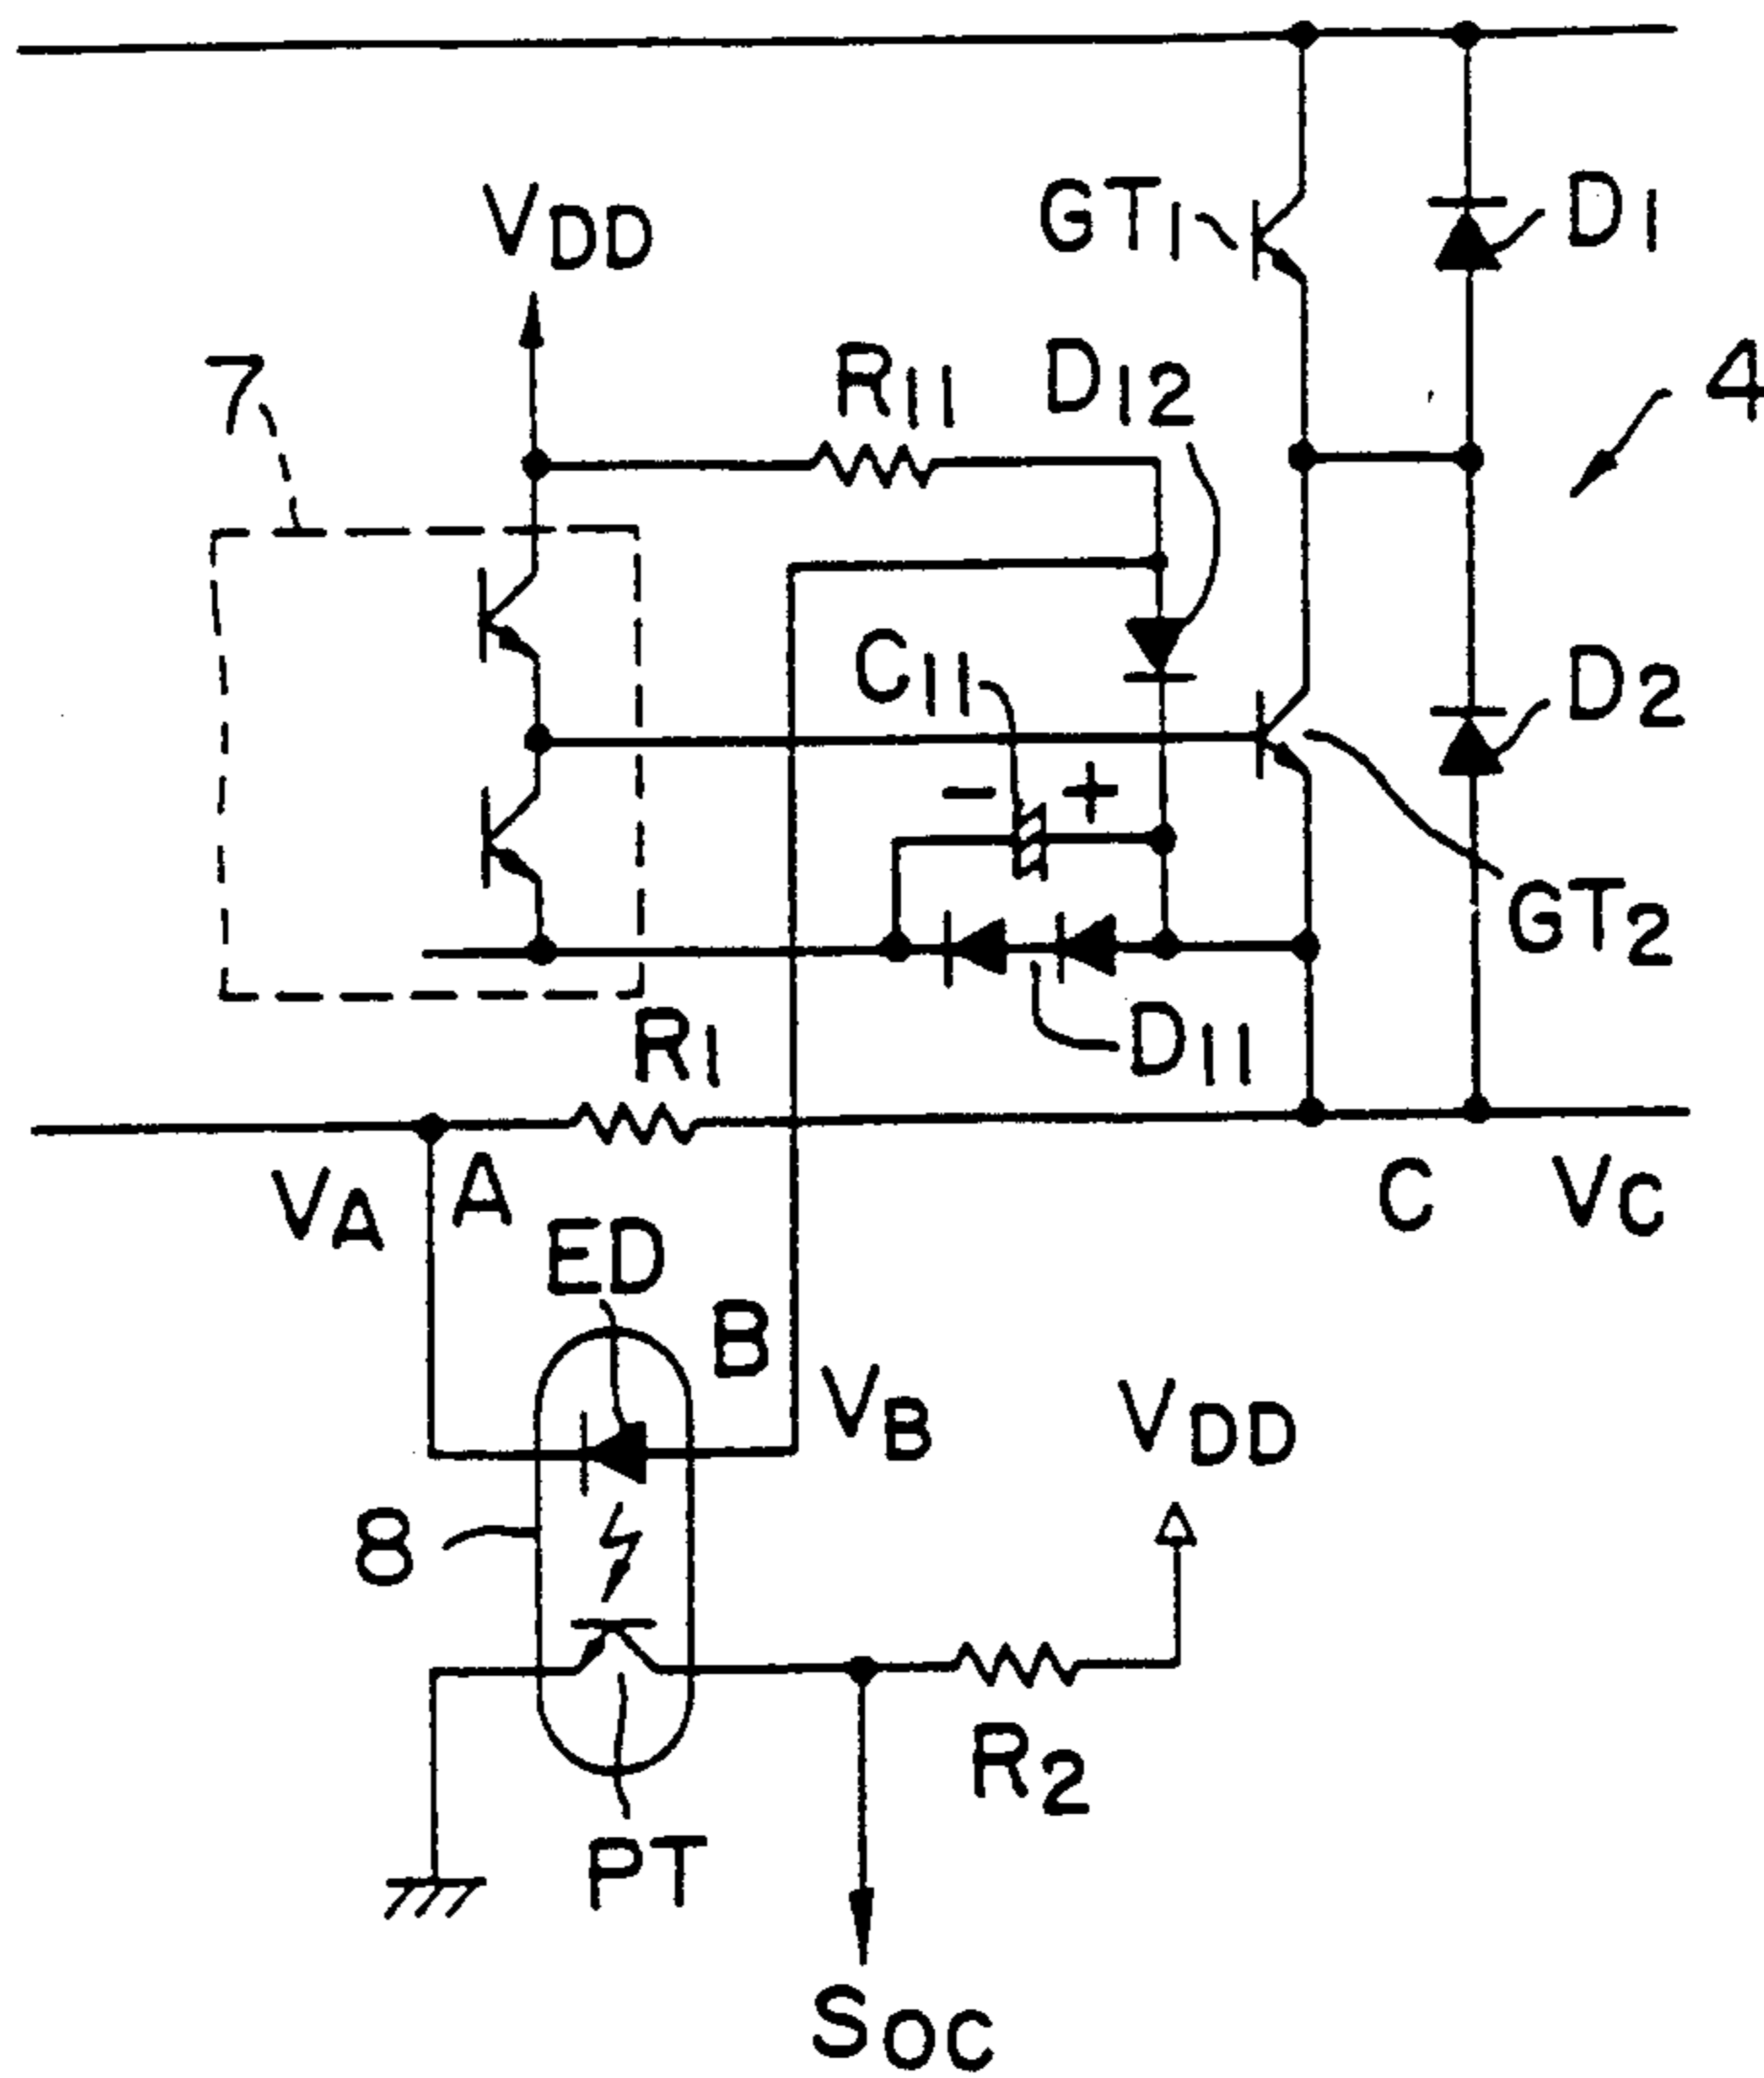 VDD
GT1
D1
7
R11
D12
4
C11
D2
- +
GT2
D11
R1
VA
A
C
VC
ED
B
VB
VDD
8
R2
PT
SOC